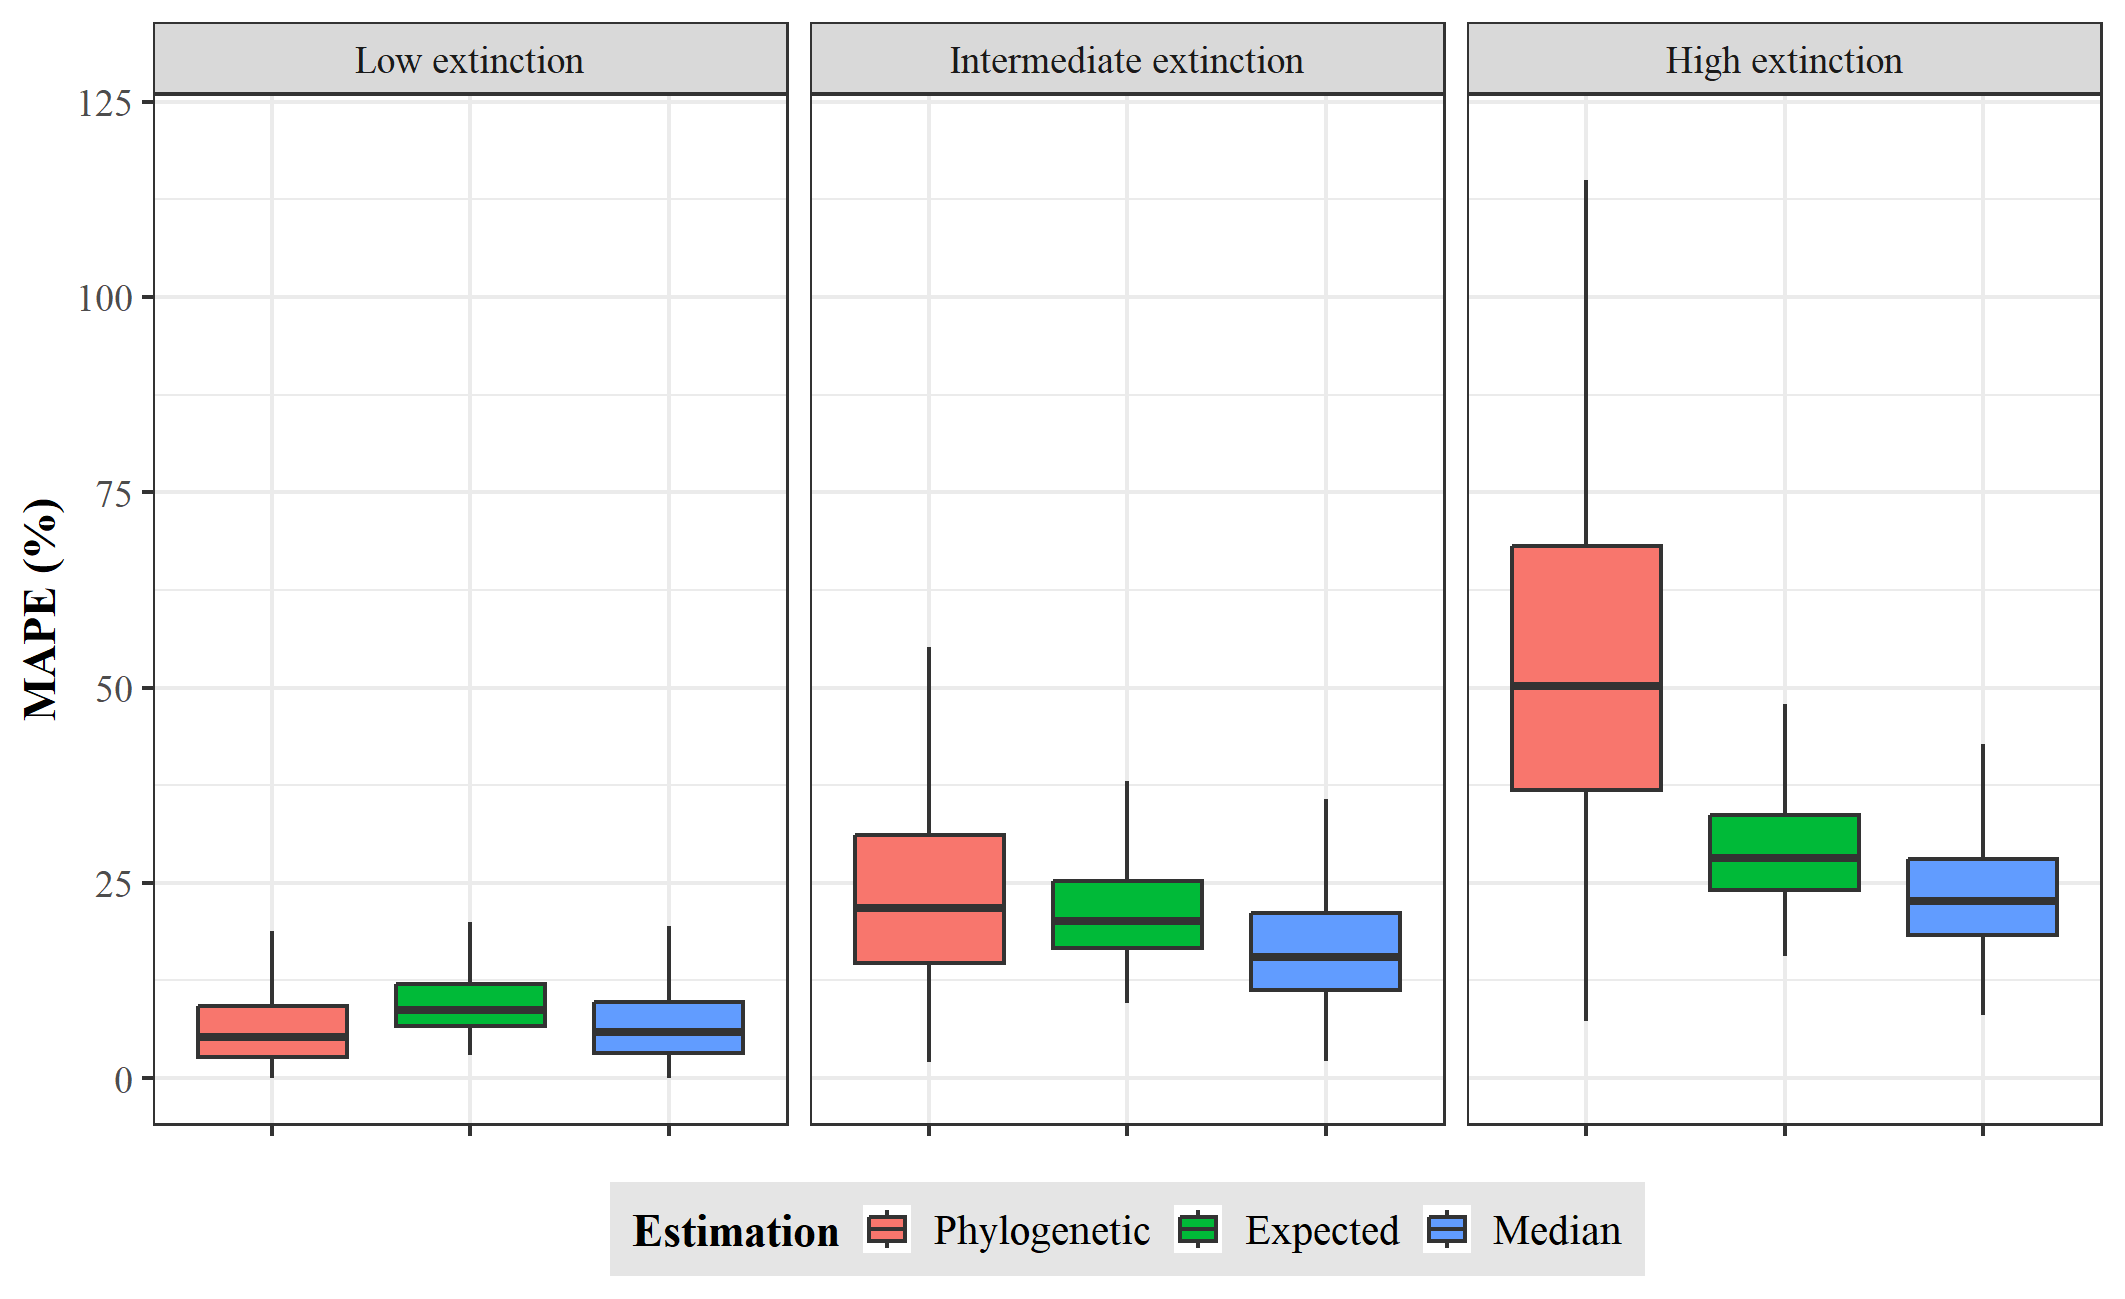 Low extinction
Intermediate extinction
High extinction
125
100
75
50
25
0
MAPE (%)
Estimation Phylogenetic Expected Median